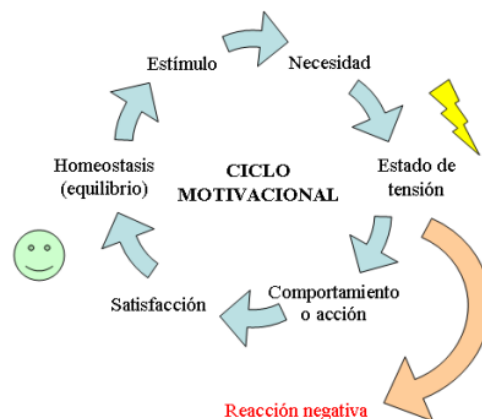 Estímulo
Necesidad
Homeostasis
(equilibrio)
CICLO
MOTIVACIONAL
Estado de
tensión
Satisfacción
Comportamiento
o acción
Reacción negativa